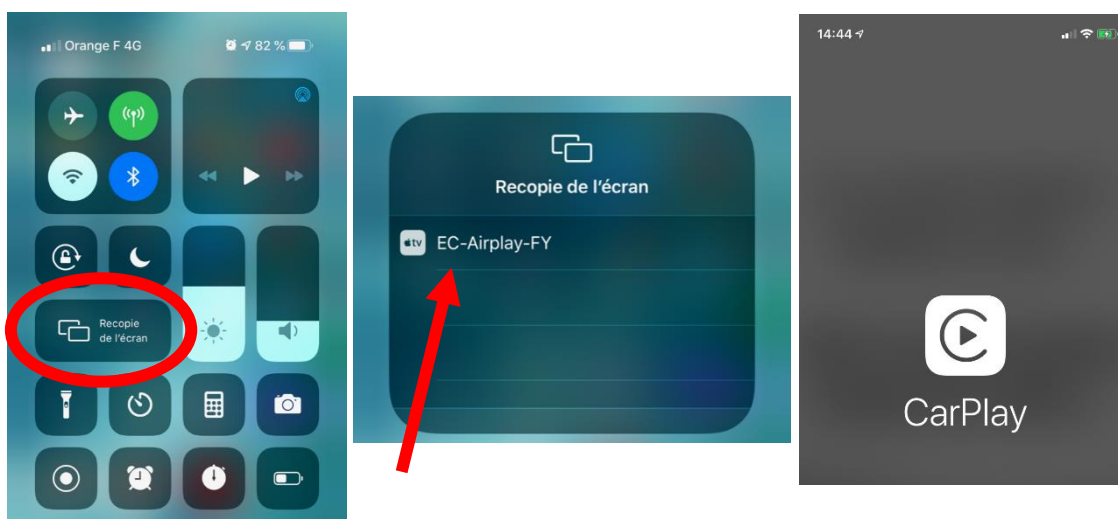 Orange F 4G
82 %
Recopie
de l'écran
Recopie de l'écran
tv
EC-Airplay-FY
14:44
CarPlay